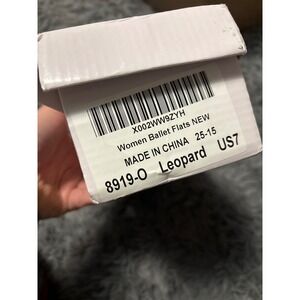 X002WW9ZYH
Women Ballet Flats NEW
MADE IN CHINA 25-15
8919-O Leopard US7